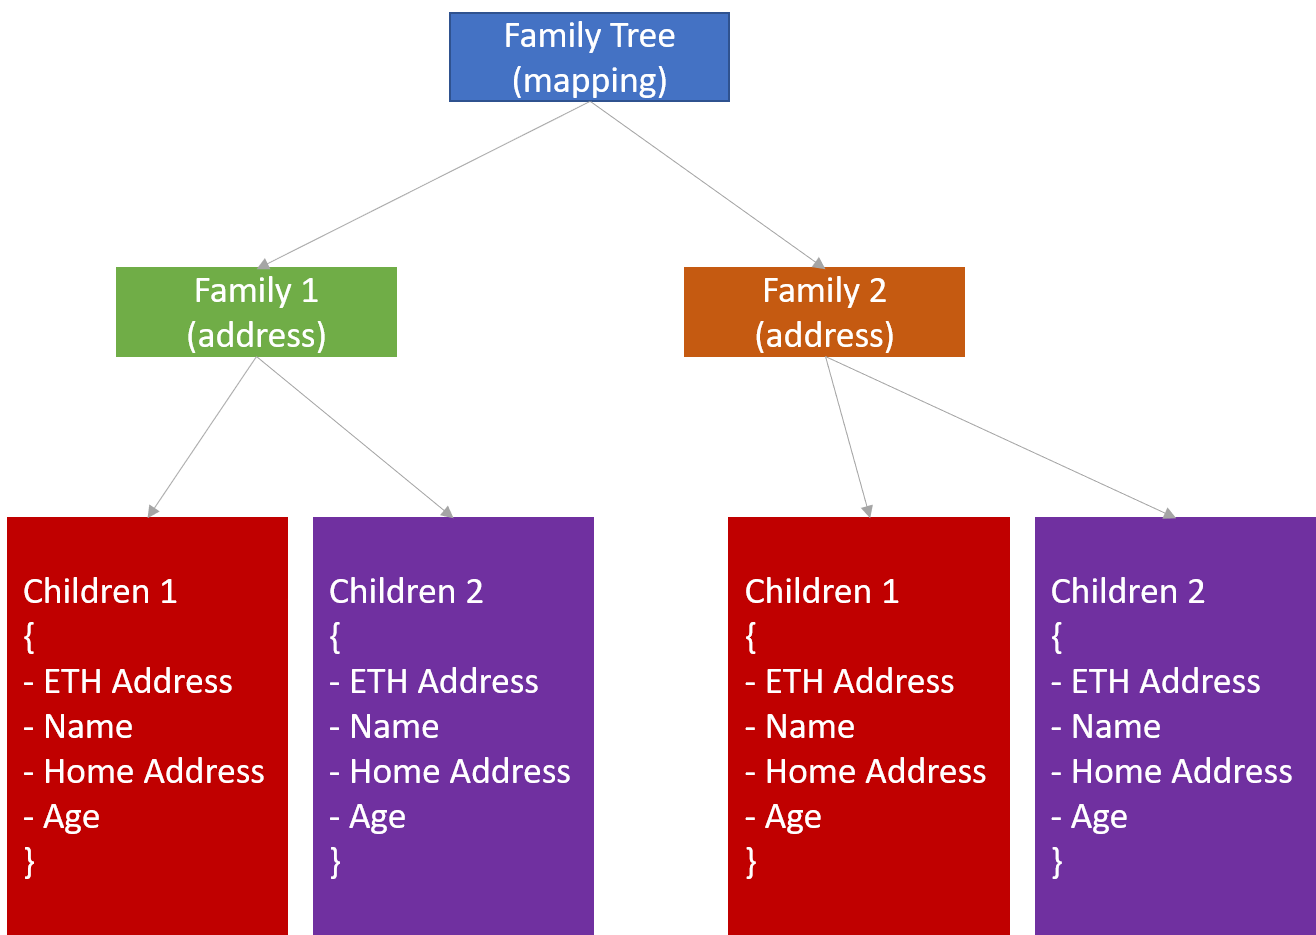 Family Tree
(mapping)
Family 1
(address)
Family 2
(address)
Children 1
{
- ETH Address
- Name
- Home Address
- Age
}
Children 2
{
- ETH Address
- Name
- Home Address
- Age
}
Children 1
{
- ETH Address
- Name
- Home Address
- Age
}
Children 2
{
- ETH Address
- Name
- Home Address
- Age
}